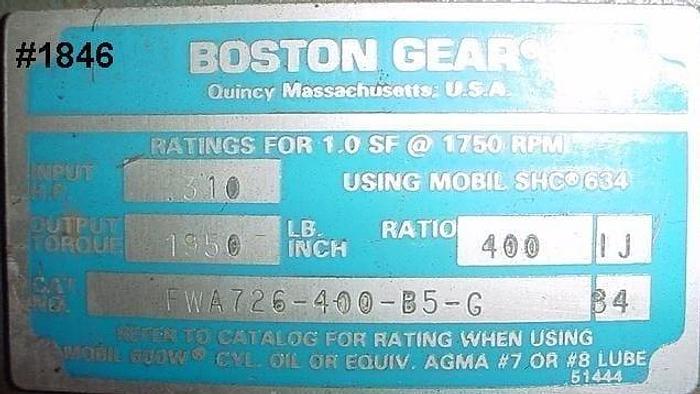 #1846
BOSTON GEAR®
Quincy Massachusetts, U.S.A.
RATINGS FOR 1.0 SF @ 1750 RPM
INPUT H.P. .310 USING MOBIL SHC® 634
OUTPUT TORQUE 1950 LB. INCH RATIO 400 IJ
CAT. NO. FWA726-400-B5-G 84
REFER TO CATALOG FOR RATING WHEN USING
MOBIL 600W® CYL. OIL OR EQUIV. AGMA #7 OR #8 LUBE
51444